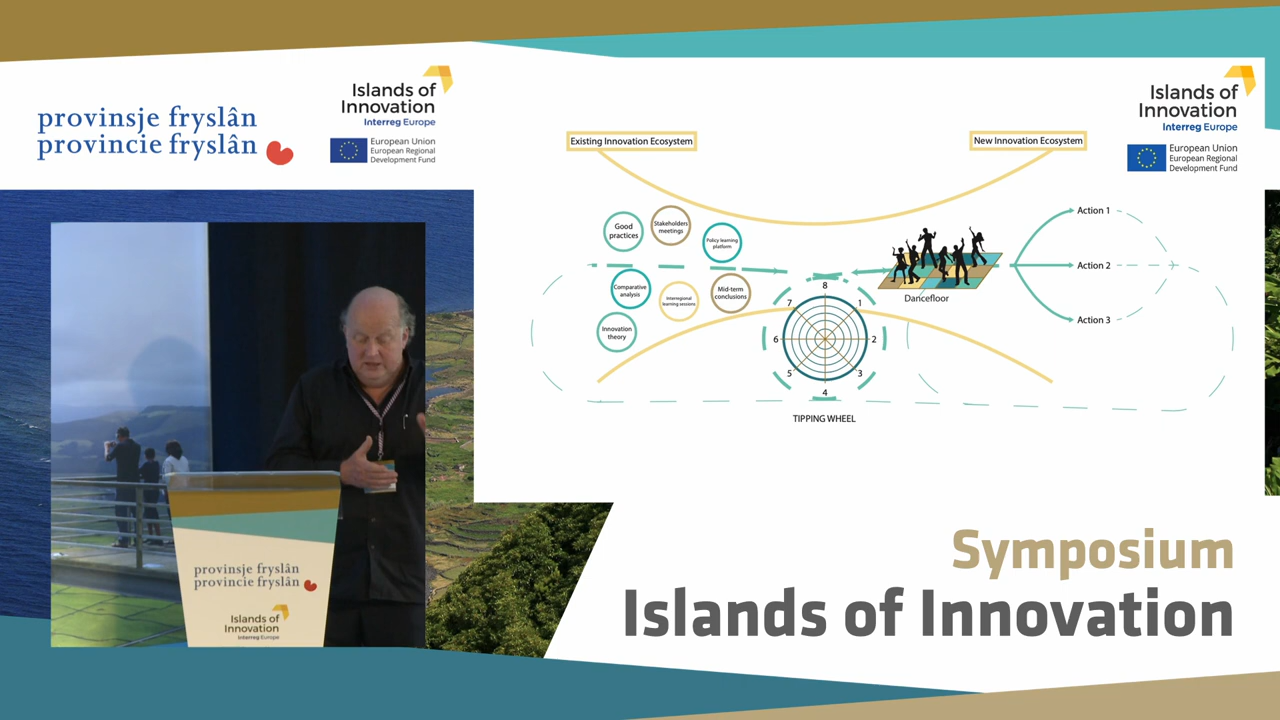 provinsje fryslân
provincie fryslân
Islands of
Innovation
Interreg Europe
European Union
European Regional
Development Fund
Islands of
Innovation
Interreg Europe
European Union
European Regional
Development Fund
Existing Innovation Ecosystem
New Innovation Ecosystem
Good
practices
Stakeholders
meetings
Policy learning
platform
Comparative
analysis
Interregional
learning sessions
Mid-term
conclusions
Innovation
theory
8
1
2
3
4
5
6
7
TIPPING WHEEL
Dancefloor
Action 1
Action 2
Action 3
provinsje fryslân
provincie fryslân
Islands of
Innovation
Interreg Europe
Symposium
Islands of Innovation